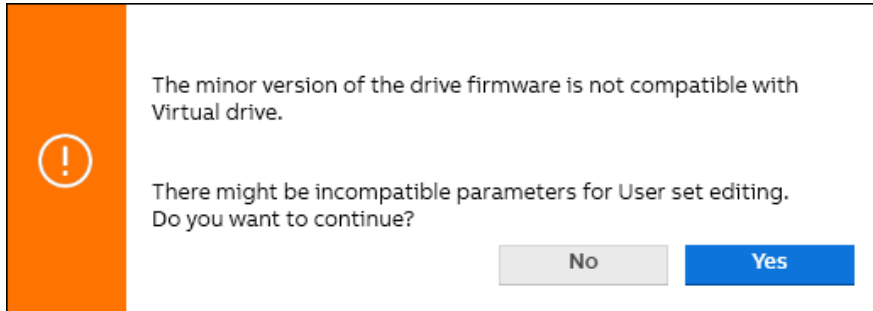 The minor version of the drive firmware is not compatible with
Virtual drive.
There might be incompatible parameters for User set editing.
Do you want to continue?
No
Yes